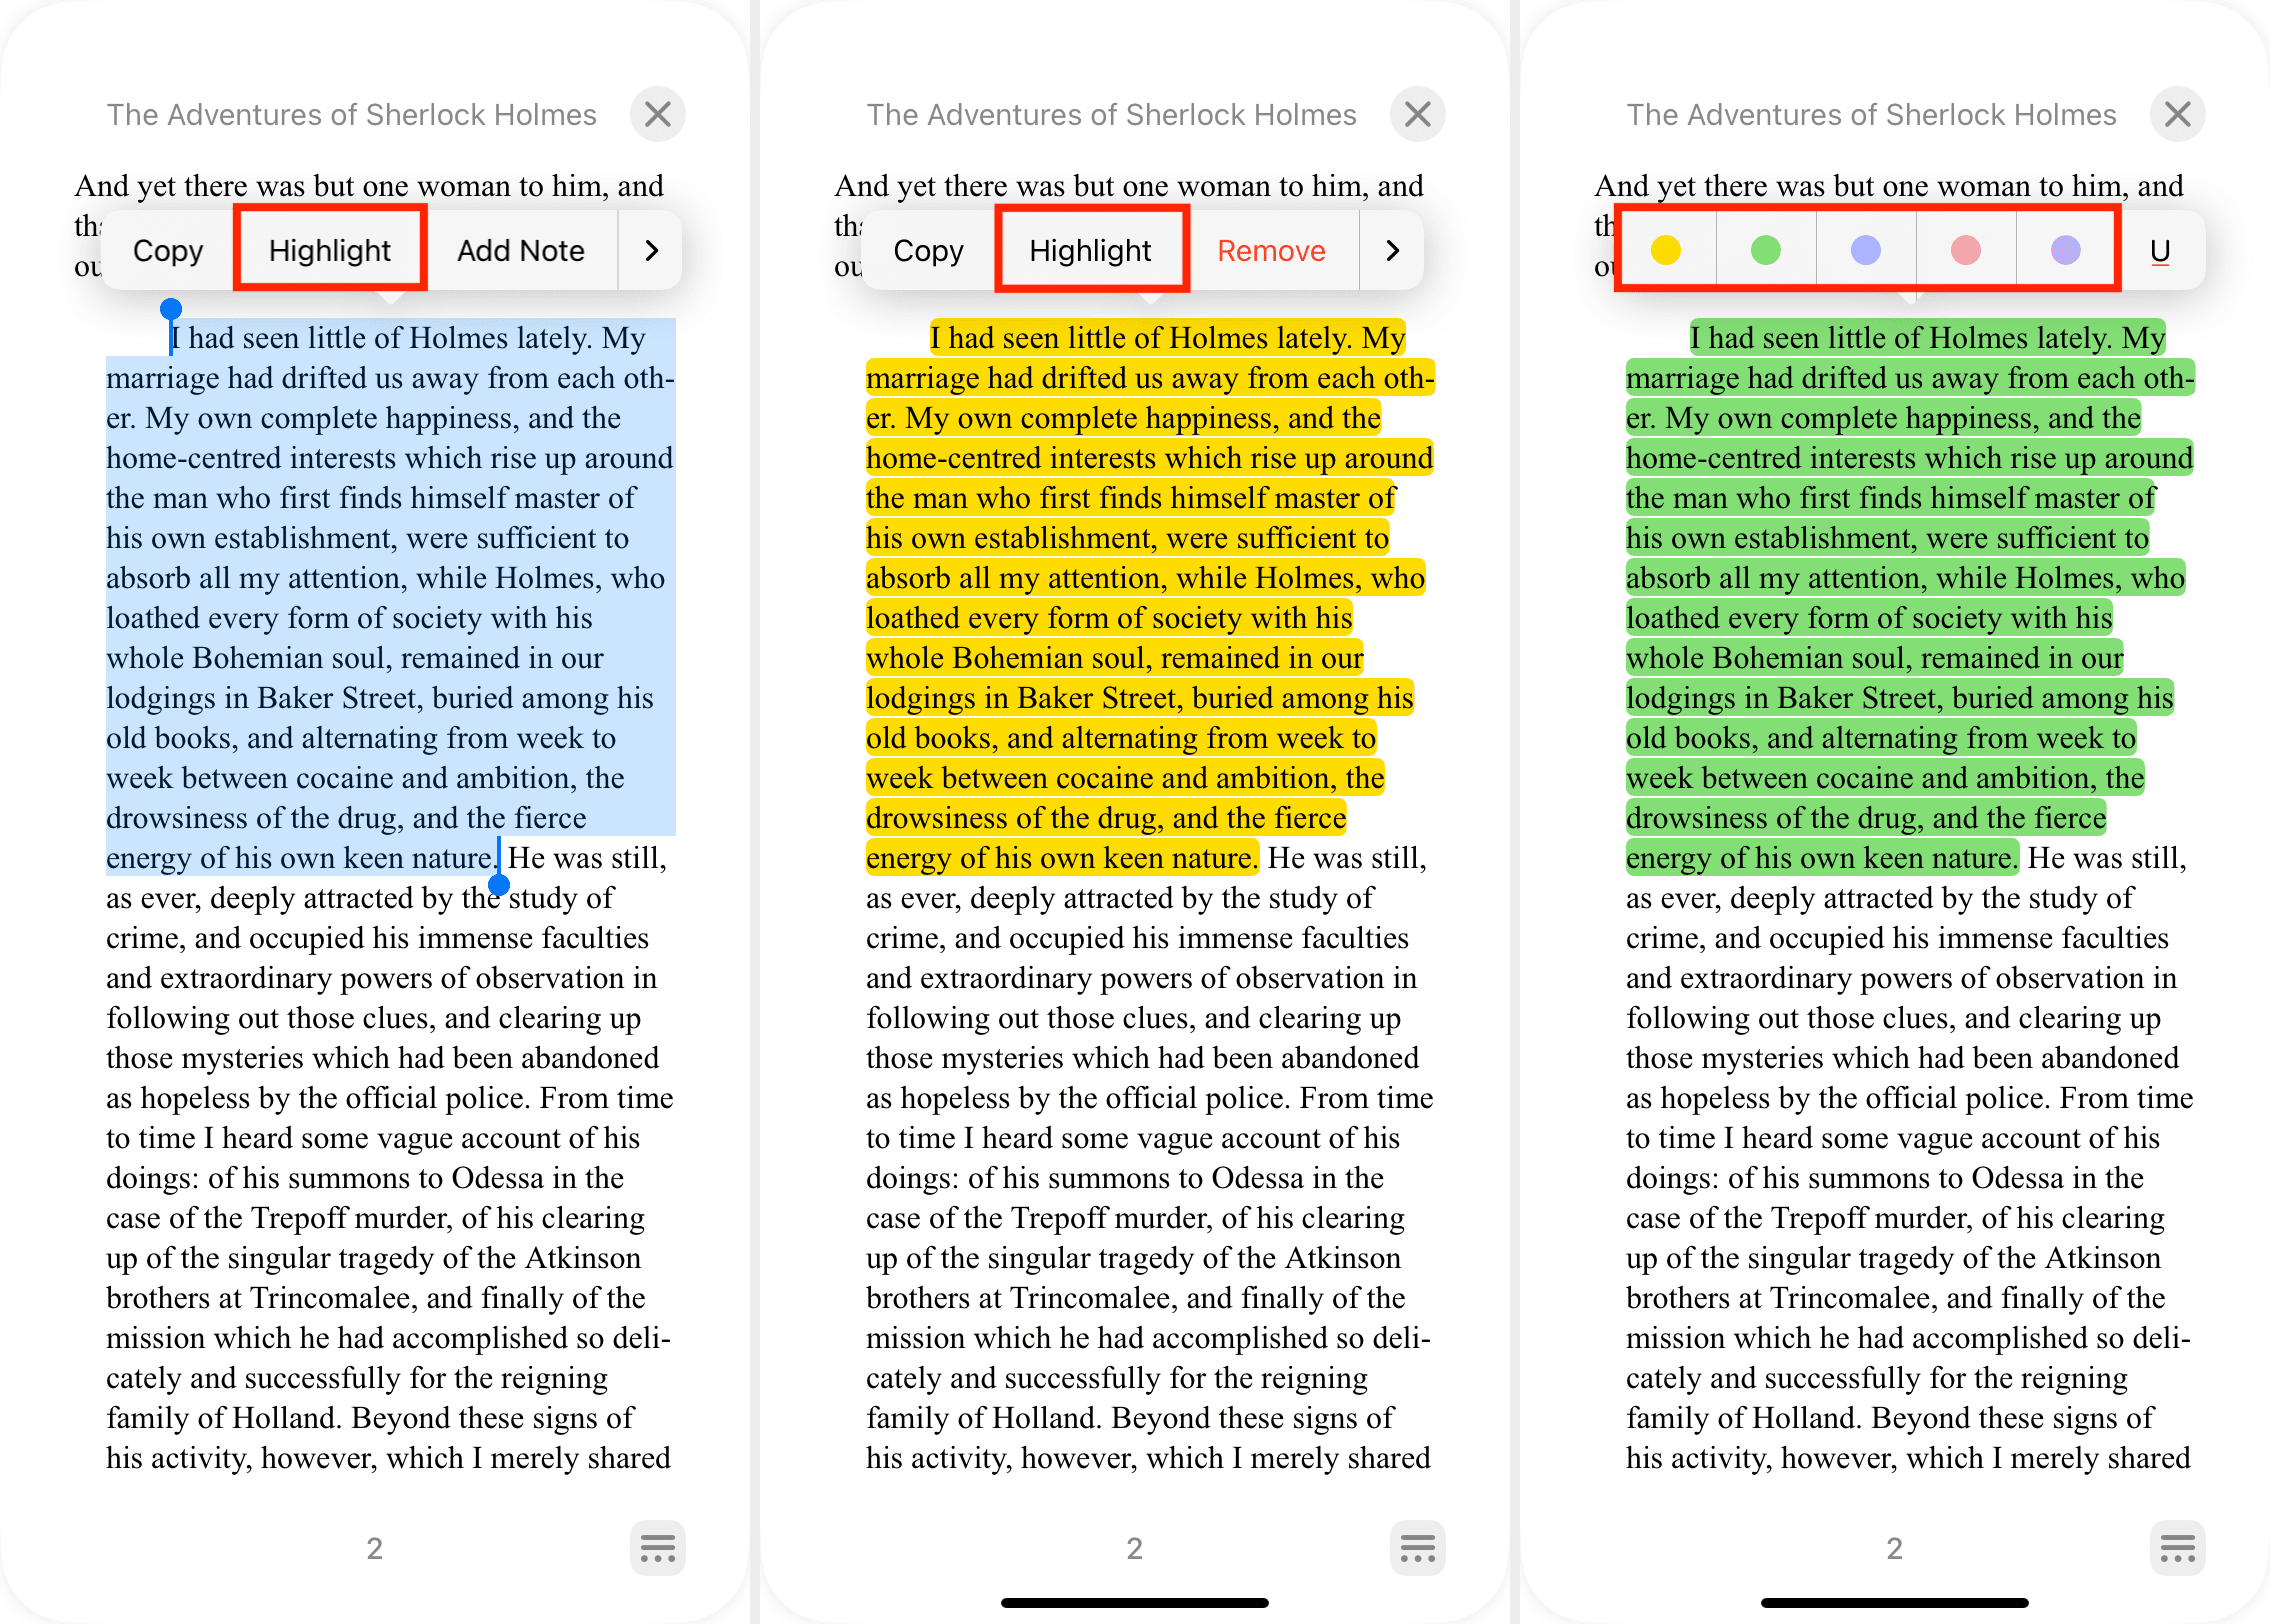 The Adventures of Sherlock Holmes
And yet there was but one woman to him, and
Copy
Highlight
Add Note
I had seen little of Holmes lately. My
marriage had drifted us away from each oth-
er. My own complete happiness, and the
home-centred interests which rise up around
the man who first finds himself master of
his own establishment, were sufficient to
absorb all my attention, while Holmes, who
loathed every form of society with his
whole Bohemian soul, remained in our
lodgings in Baker Street, buried among his
old books, and alternating from week to
week between cocaine and ambition, the
drowsiness of the drug, and the fierce
energy of his own keen nature. He was still,
as ever, deeply attracted by the study of
crime, and occupied his immense faculties
and extraordinary powers of observation in
following out those clues, and clearing up
those mysteries which had been abandoned
as hopeless by the official police. From time
to time I heard some vague account of his
doings: of his summons to Odessa in the
case of the Trepoff murder, of his clearing
up of the singular tragedy of the Atkinson
brothers at Trincomalee, and finally of the
mission which he had accomplished so deli-
cately and successfully for the reigning
family of Holland. Beyond these signs of
his activity, however, which I merely shared
2
The Adventures of Sherlock Holmes
And yet there was but one woman to him, and
Copy
Highlight
Remove
I had seen little of Holmes lately. My
marriage had drifted us away from each oth-
er. My own complete happiness, and the
home-centred interests which rise up around
the man who first finds himself master of
his own establishment, were sufficient to
absorb all my attention, while Holmes, who
loathed every form of society with his
whole Bohemian soul, remained in our
lodgings in Baker Street, buried among his
old books, and alternating from week to
week between cocaine and ambition, the
drowsiness of the drug, and the fierce
energy of his own keen nature. He was still,
as ever, deeply attracted by the study of
crime, and occupied his immense faculties
and extraordinary powers of observation in
following out those clues, and clearing up
those mysteries which had been abandoned
as hopeless by the official police. From time
to time I heard some vague account of his
doings: of his summons to Odessa in the
case of the Trepoff murder, of his clearing
up of the singular tragedy of the Atkinson
brothers at Trincomalee, and finally of the
mission which he had accomplished so deli-
cately and successfully for the reigning
family of Holland. Beyond these signs of
his activity, however, which I merely shared
2
The Adventures of Sherlock Holmes
And yet there was but one woman to him, and
U
I had seen little of Holmes lately. My
marriage had drifted us away from each oth-
er. My own complete happiness, and the
home-centred interests which rise up around
the man who first finds himself master of
his own establishment, were sufficient to
absorb all my attention, while Holmes, who
loathed every form of society with his
whole Bohemian soul, remained in our
lodgings in Baker Street, buried among his
old books, and alternating from week to
week between cocaine and ambition, the
drowsiness of the drug, and the fierce
energy of his own keen nature. He was still,
as ever, deeply attracted by the study of
crime, and occupied his immense faculties
and extraordinary powers of observation in
following out those clues, and clearing up
those mysteries which had been abandoned
as hopeless by the official police. From time
to time I heard some vague account of his
doings: of his summons to Odessa in the
case of the Trepoff murder, of his clearing
up of the singular tragedy of the Atkinson
brothers at Trincomalee, and finally of the
mission which he had accomplished so deli-
cately and successfully for the reigning
family of Holland. Beyond these signs of
his activity, however, which I merely shared
2